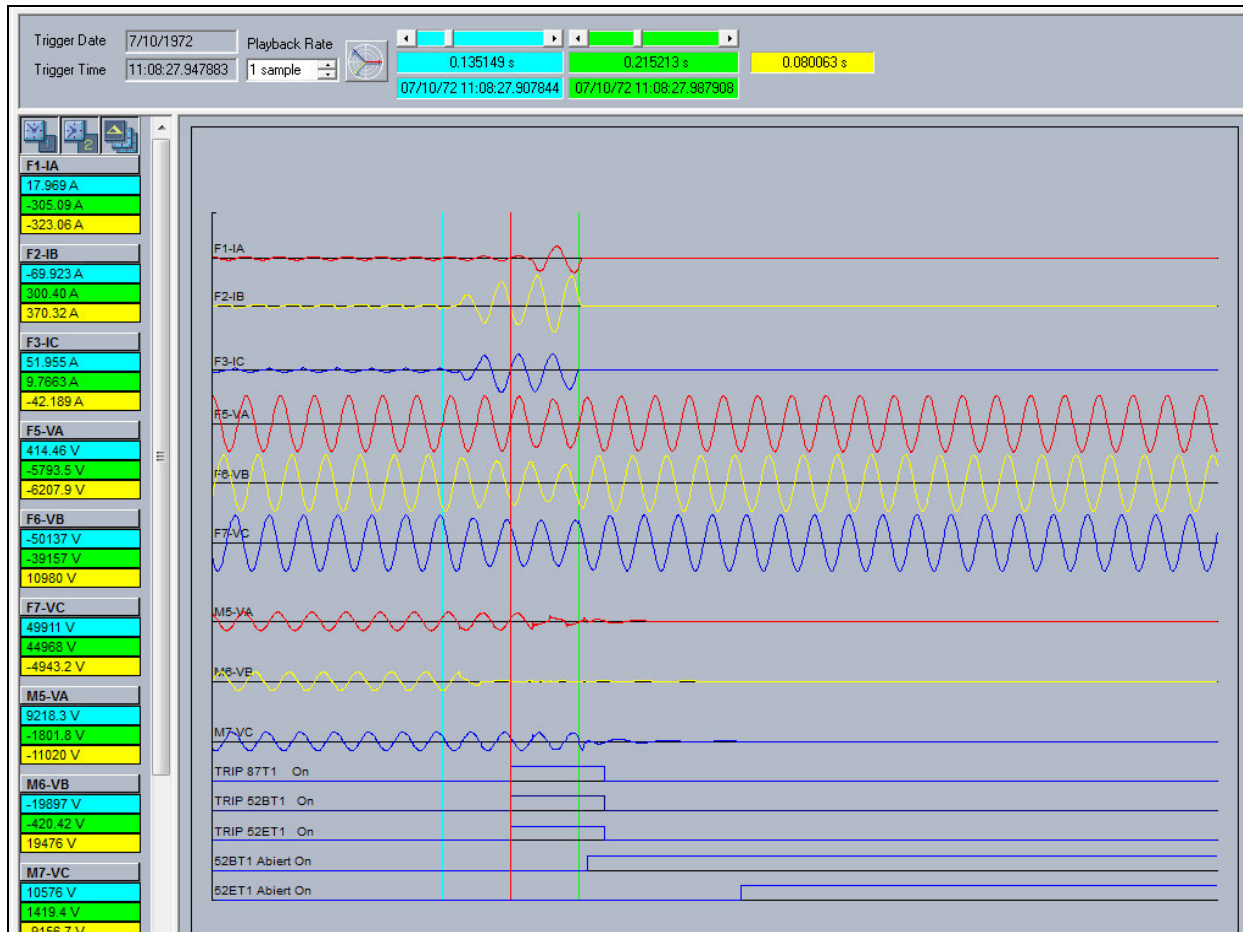 Trigger Date 7/10/1972 Playback Rate
Trigger Time 11:08:27.947883 1 sample
0.135149 s 0.215213 s 0.080063 s
07/10/72 11:08:27.907844 07/10/72 11:08:27.987908
1 2
F1-IA
17.969 A
-305.09 A
-323.06 A
F2-IB
-69.923 A
300.40 A
370.32 A
F3-IC
51.955 A
9.7663 A
-42.189 A
F5-VA
414.46 V
-5793.5 V
-6207.9 V
F6-VB
-50137 V
-39157 V
10980 V
F7-VC
49911 V
44968 V
-4943.2 V
M5-VA
9218.3 V
-1801.8 V
-11020 V
M6-VB
-19897 V
-420.42 V
19476 V
M7-VC
10576 V
1419.4 V
-9156.7 V
F1-IA
F2-IB
F3-IC
F5-VA
F6-VB
F7-VC
M5-VA
M6-VB
M7-VC
TRIP 87T1 On
TRIP 52BT1 On
TRIP 52ET1 On
52BT1 Abiert On
52ET1 Abiert On